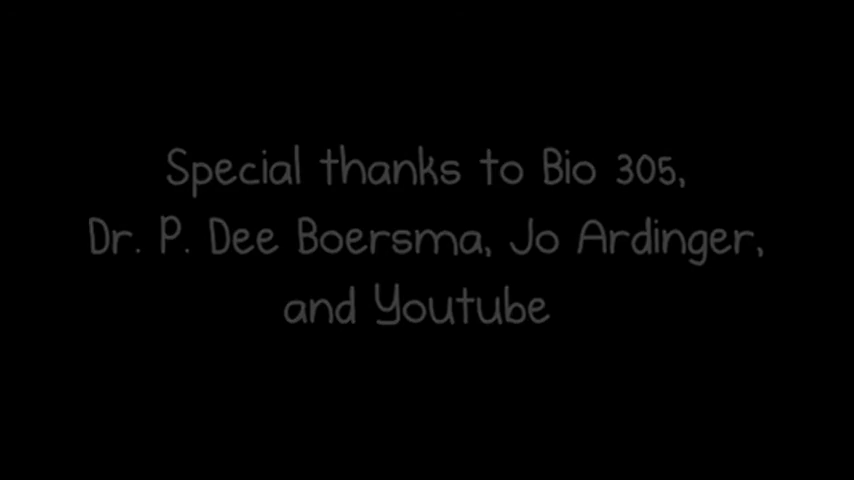 Special thanks to Bio 305,
Dr. P. Dee Boersma, Jo Ardinger,
and Youtube